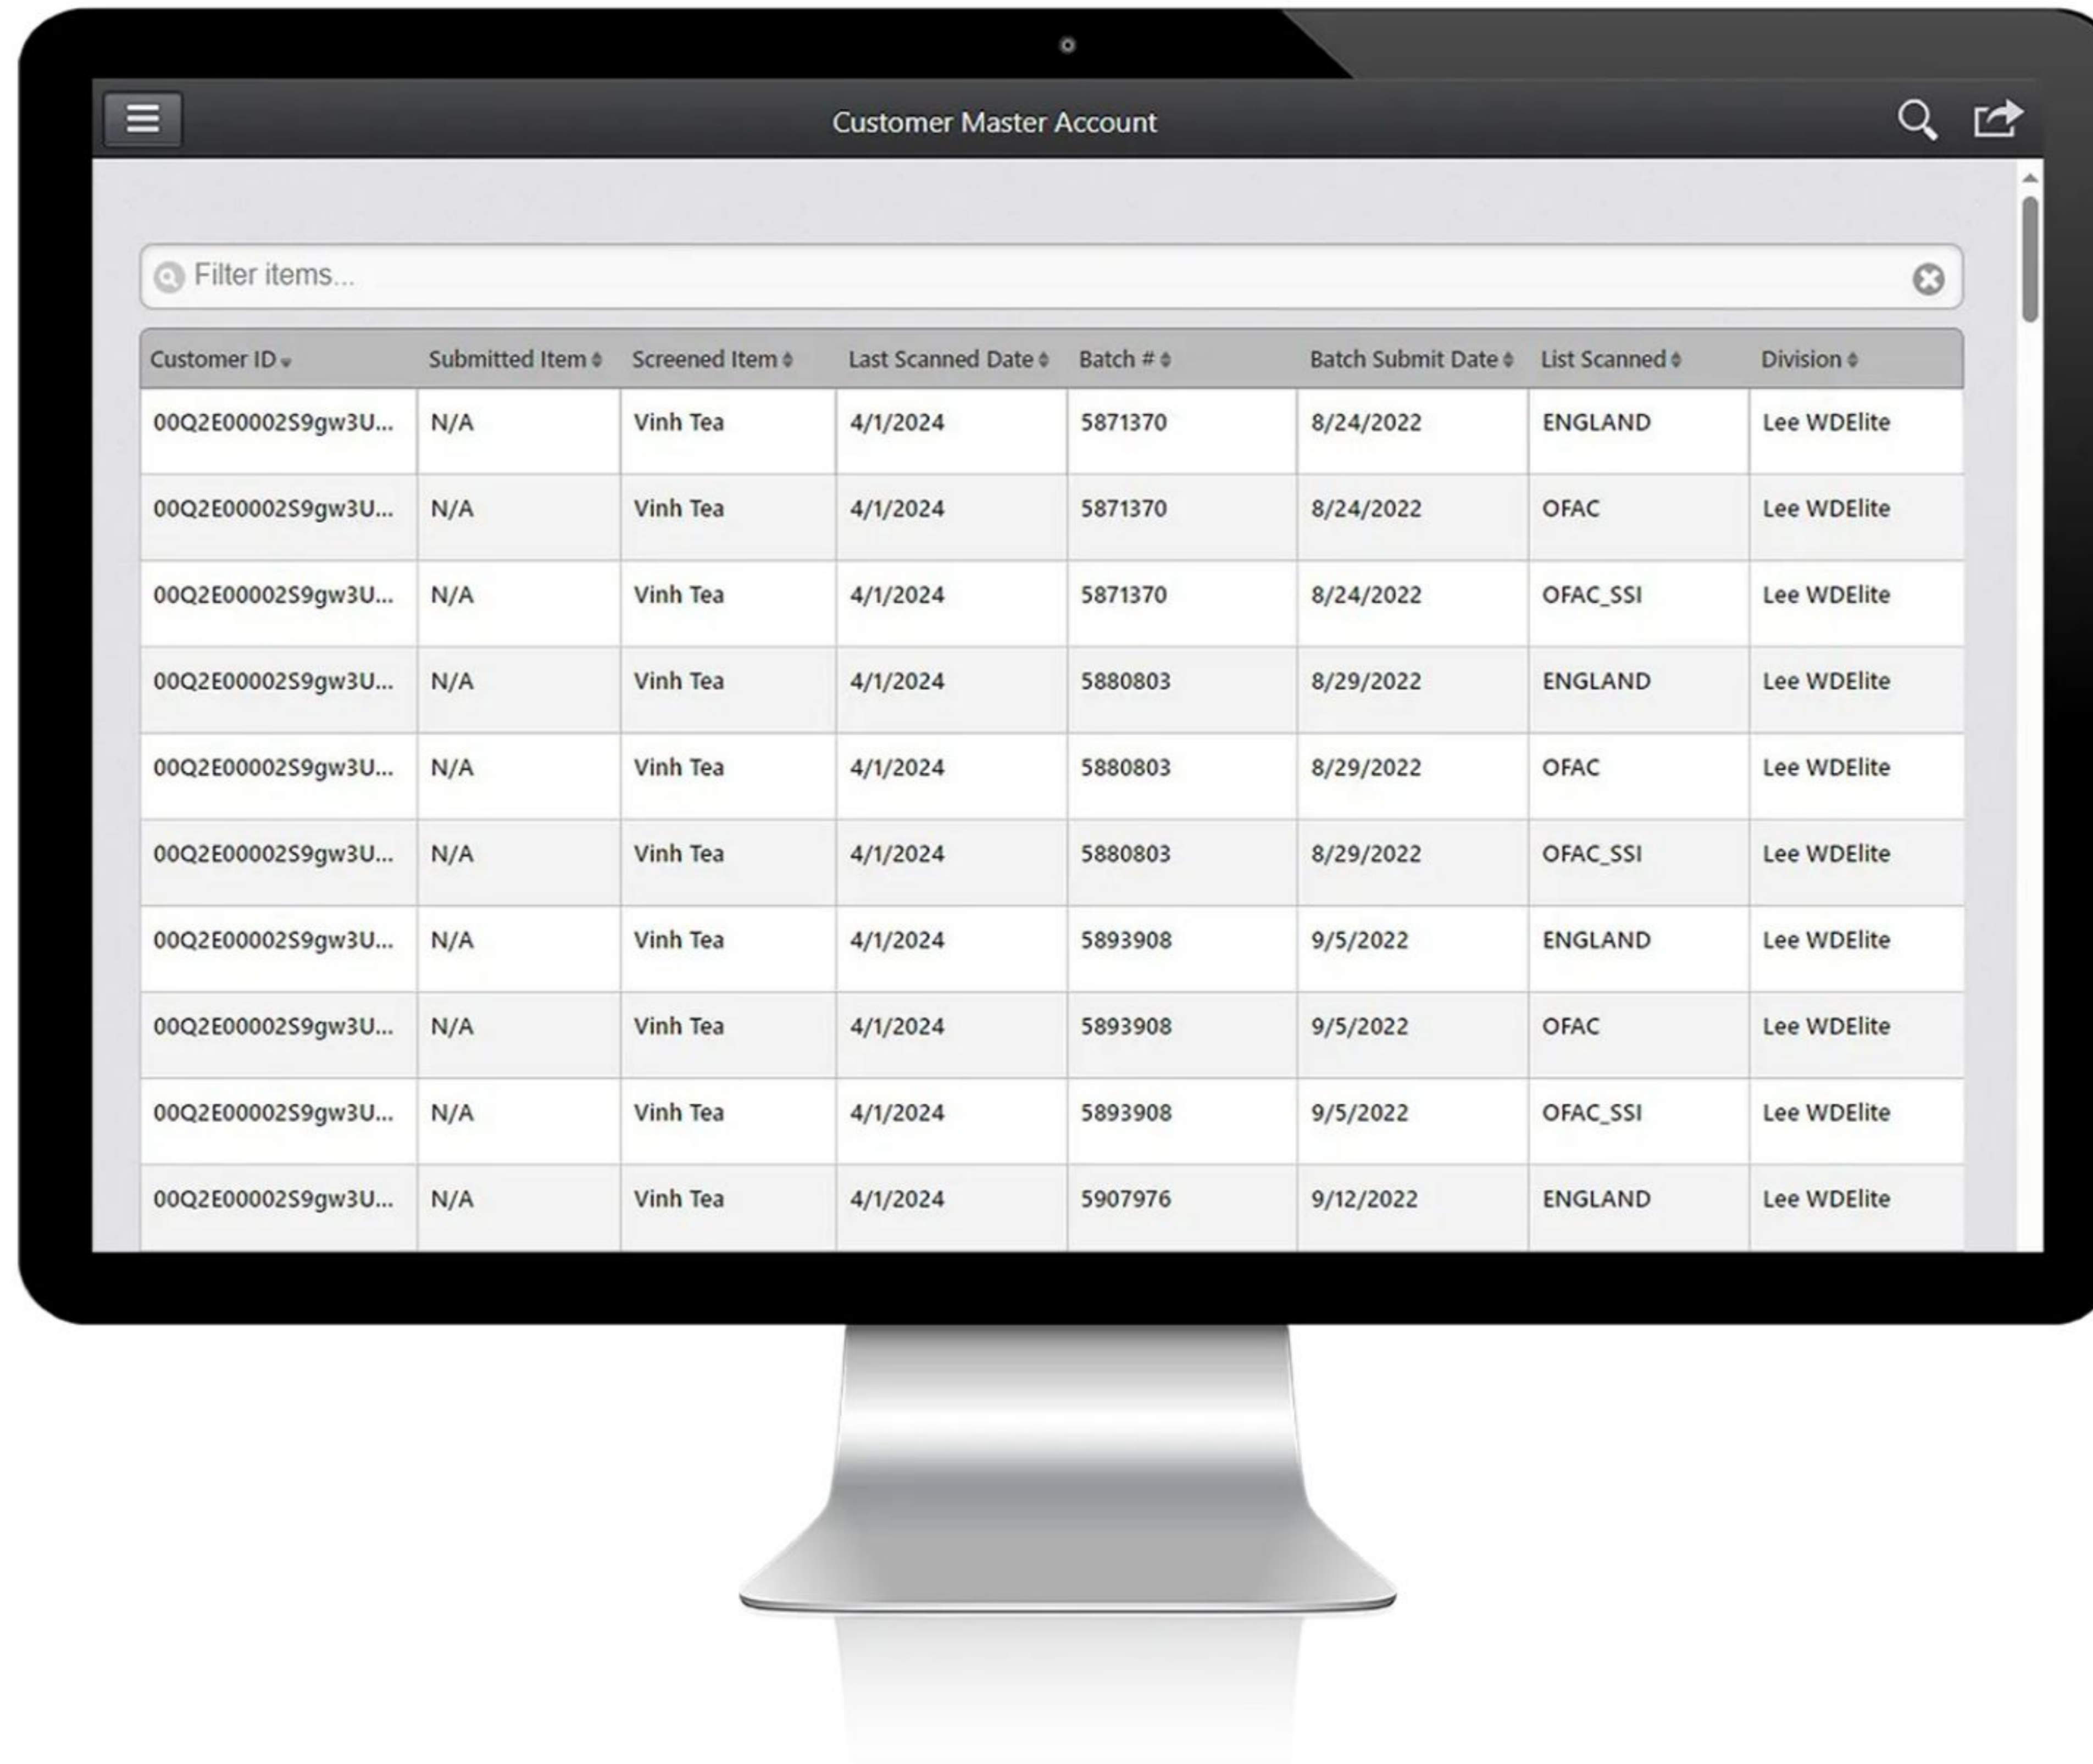 Customer Master Account
Filter items...
Customer ID Submitted Item Screened Item Last Scanned Date Batch # Batch Submit Date List Scanned Division
00Q2E00002S9gw3U... N/A Vinh Tea 4/1/2024 5871370 8/24/2022 ENGLAND Lee WDElite
00Q2E00002S9gw3U... N/A Vinh Tea 4/1/2024 5871370 8/24/2022 OFAC Lee WDElite
00Q2E00002S9gw3U... N/A Vinh Tea 4/1/2024 5871370 8/24/2022 OFAC_SSI Lee WDElite
00Q2E00002S9gw3U... N/A Vinh Tea 4/1/2024 5880803 8/29/2022 ENGLAND Lee WDElite
00Q2E00002S9gw3U... N/A Vinh Tea 4/1/2024 5880803 8/29/2022 OFAC Lee WDElite
00Q2E00002S9gw3U... N/A Vinh Tea 4/1/2024 5880803 8/29/2022 OFAC_SSI Lee WDElite
00Q2E00002S9gw3U... N/A Vinh Tea 4/1/2024 5893908 9/5/2022 ENGLAND Lee WDElite
00Q2E00002S9gw3U... N/A Vinh Tea 4/1/2024 5893908 9/5/2022 OFAC Lee WDElite
00Q2E00002S9gw3U... N/A Vinh Tea 4/1/2024 5893908 9/5/2022 OFAC_SSI Lee WDElite
00Q2E00002S9gw3U... N/A Vinh Tea 4/1/2024 5907976 9/12/2022 ENGLAND Lee WDElite